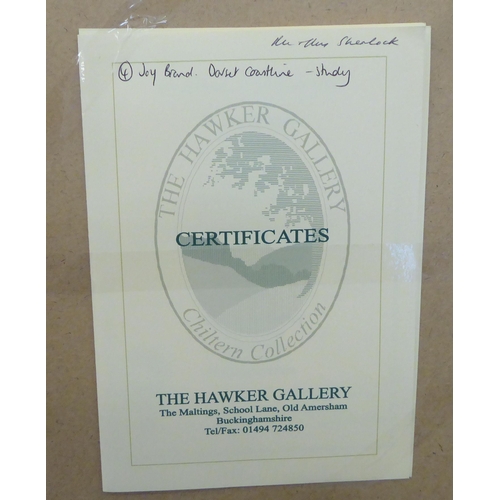 Mr & Mrs Sherlock
④ Joy Brand. Dorset Coastline - Study
THE HAWKER GALLERY
CERTIFICATES
Chiltern Collection
THE HAWKER GALLERY
The Maltings, School Lane, Old Amersham
Buckinghamshire
Tel/Fax: 01494 724850